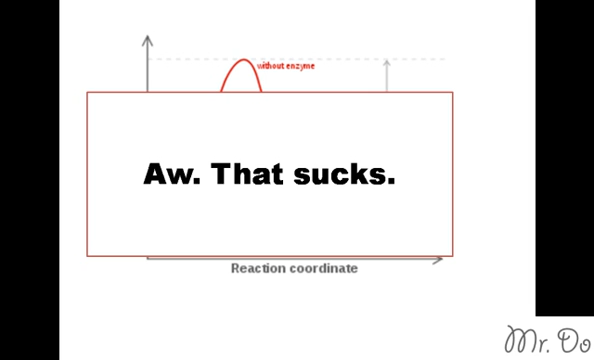 without enzyme
Aw. That sucks.
Reaction coordinate
Mr. Do